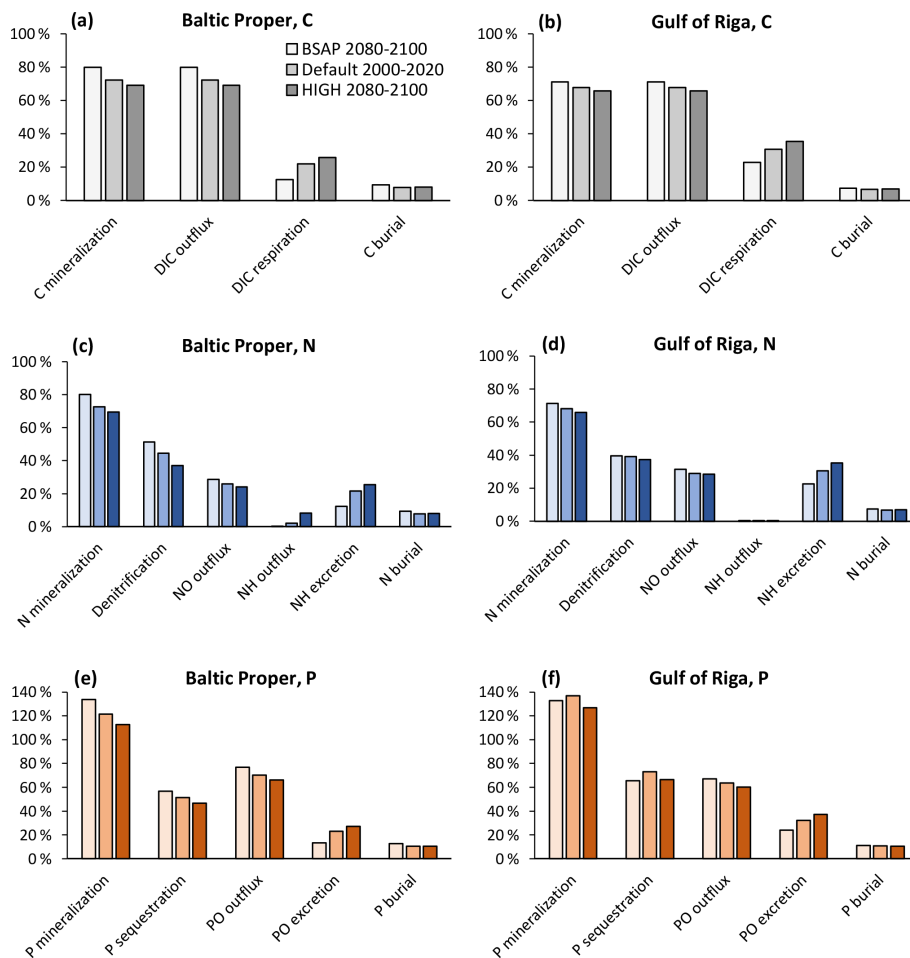 (a) Baltic Proper, C
100 %
80 %
60 %
40 %
20 %
0 %
BSAP 2080-2100
Default 2000-2020
HIGH 2080-2100
C mineralization
DIC outflux
DIC respiration
C burial
(b) Gulf of Riga, C
100 %
80 %
60 %
40 %
20 %
0 %
C mineralization
DIC outflux
DIC respiration
C burial
(c) Baltic Proper, N
100 %
80 %
60 %
40 %
20 %
0 %
N mineralization
Denitrification
NO outflux
NH outflux
NH excretion
N burial
(d) Gulf of Riga, N
100 %
80 %
60 %
40 %
20 %
0 %
N mineralization
Denitrification
NO outflux
NH outflux
NH excretion
N burial
(e) Baltic Proper, P
140 %
120 %
100 %
80 %
60 %
40 %
20 %
0 %
P mineralization
P sequestration
PO outflux
PO excretion
P burial
(f) Gulf of Riga, P
140 %
120 %
100 %
80 %
60 %
40 %
20 %
0 %
P mineralization
P sequestration
PO outflux
PO excretion
P burial